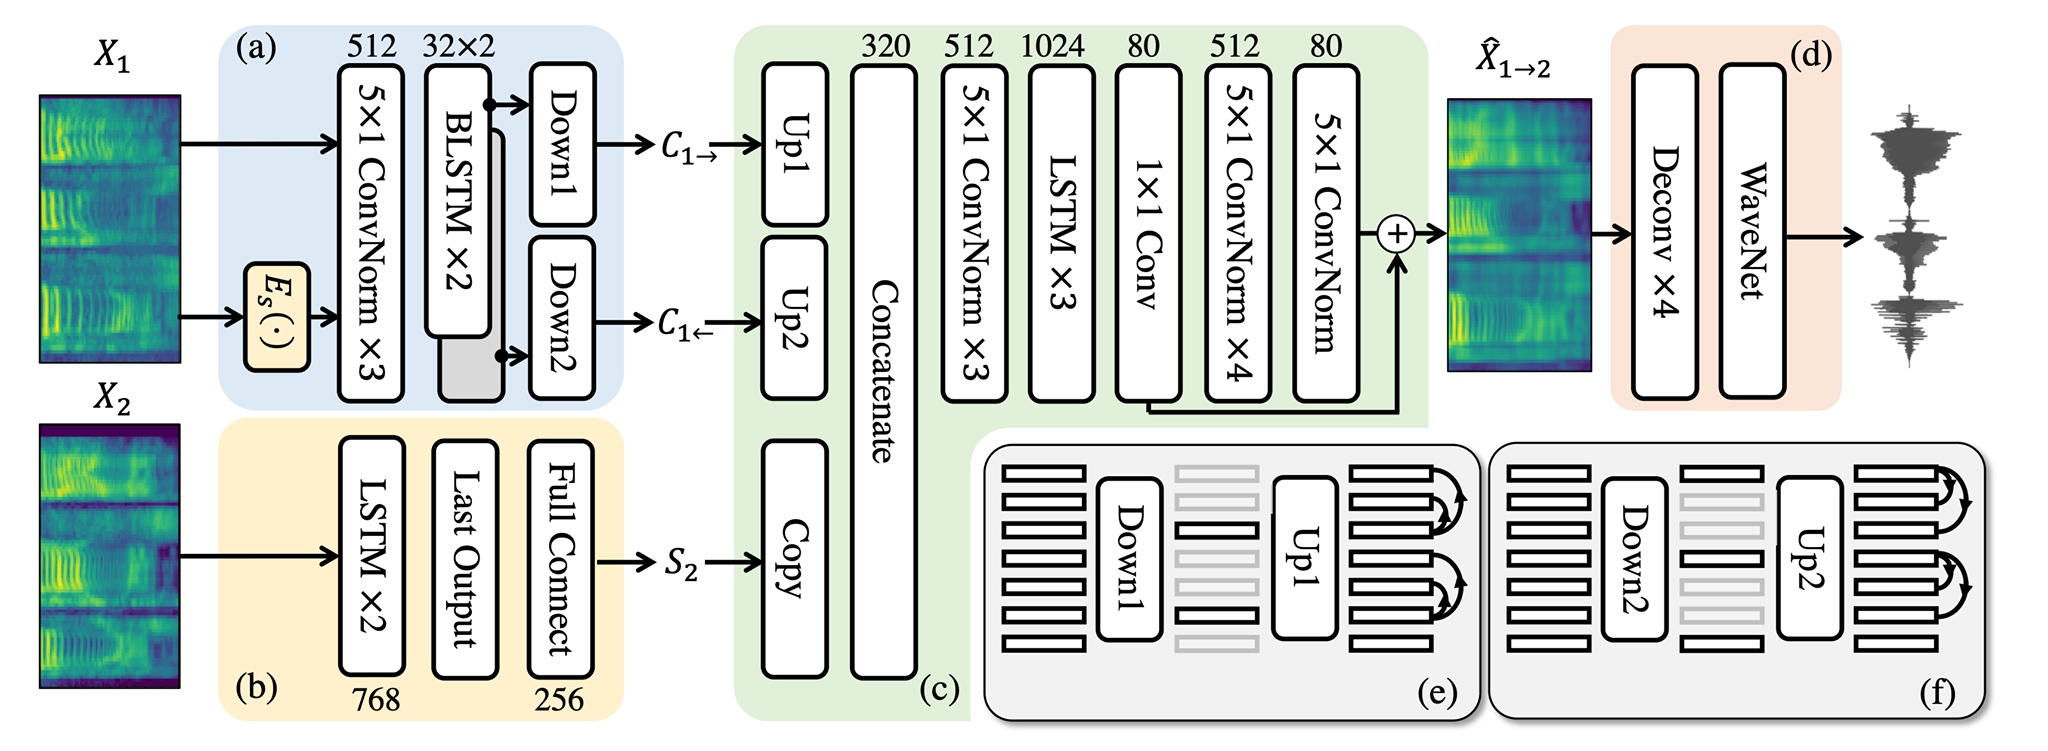 X₁
(a)
512
32×2
E_s(·)
5×1 ConvNorm ×3
BLSTM ×2
Down1
Down2
C₁→
C₁←
X₂
(b)
LSTM ×2
768
Last Output
Full Connect
256
S₂
Up1
Up2
Copy
320
Concatenate
(c)
512
5×1 ConvNorm ×3
1024
LSTM ×3
80
1×1 Conv
512
5×1 ConvNorm ×4
80
5×1 ConvNorm
+
X̂₁→₂
(d)
Deconv ×4
WaveNet
Down1
Up1
(e)
Down2
Up2
(f)